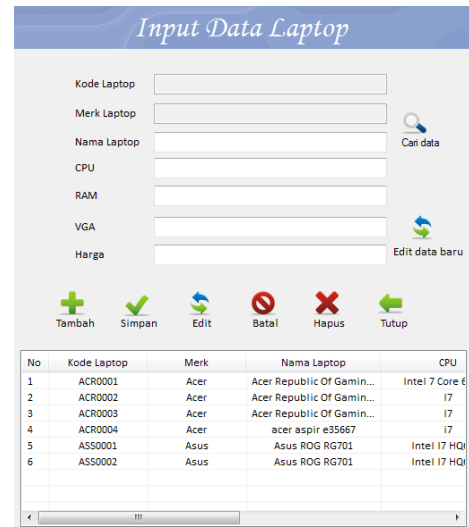 Input Data Laptop
Kode Laptop
Merk Laptop
Nama Laptop
Cari data
CPU
RAM
VGA
Harga
Edit data baru
Tambah Simpan Edit Batal Hapus Tutup
No Kode Laptop Merk Nama Laptop CPU
1 ACR0001 Acer Acer Republic Of Gamin... Intel 7 Core
2 ACR0002 Acer Acer Republic Of Gamin... I7
3 ACR0003 Acer Acer Republic Of Gamin... I7
4 ACR0004 Acer acer aspir e35667 i7
5 ASS0001 Asus Asus ROG RG701 Intel I7
6 ASS0002 Asus Asus ROG RG701 Intel I7